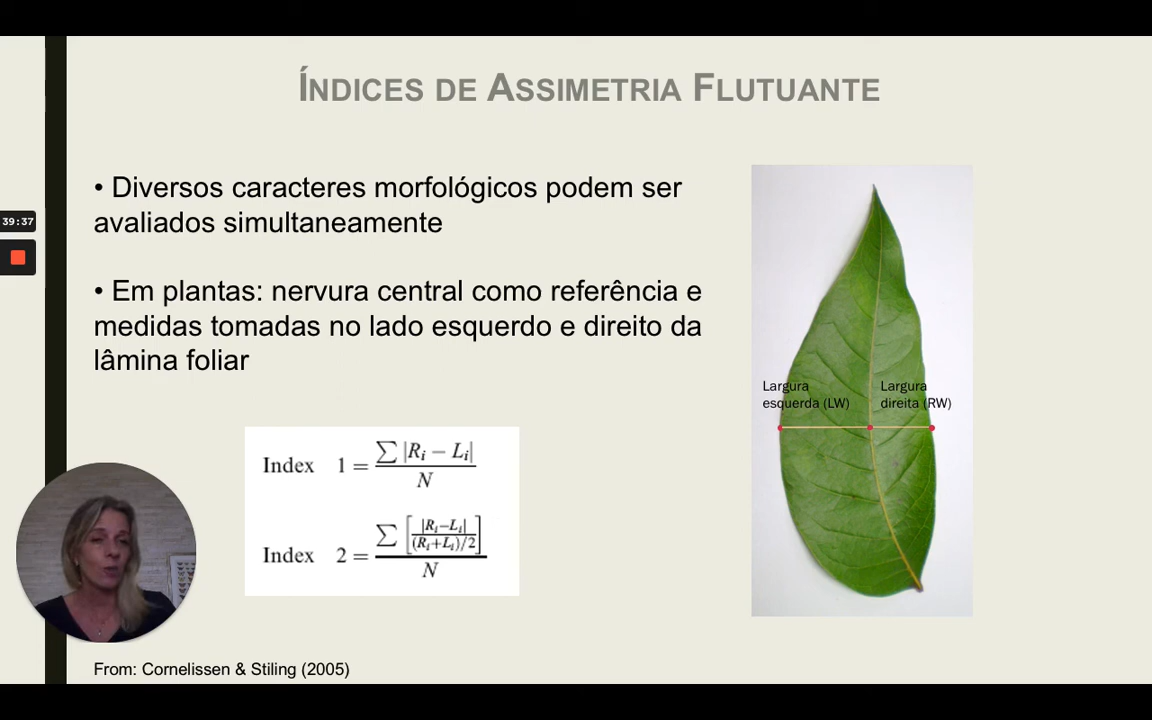 ÍNDICES DE ASSIMETRIA FLUTUANTE
• Diversos caracteres morfológicos podem ser
avaliados simultaneamente
39:37
• Em plantas: nervura central como referência e
medidas tomadas no lado esquerdo e direito da
lâmina foliar
Largura
esquerda (LW)
Largura
direita (RW)
Index 1 = ∑ |Rᵢ − Lᵢ| / N
Index 2 = ∑ [|Rᵢ−Lᵢ| / (Rᵢ+Lᵢ)/2] / N
From: Cornelissen & Stiling (2005)